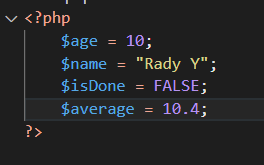 <?php
$age = 10;
$name = "Rady Y";
$isDone = FALSE;
$average = 10.4;
?>